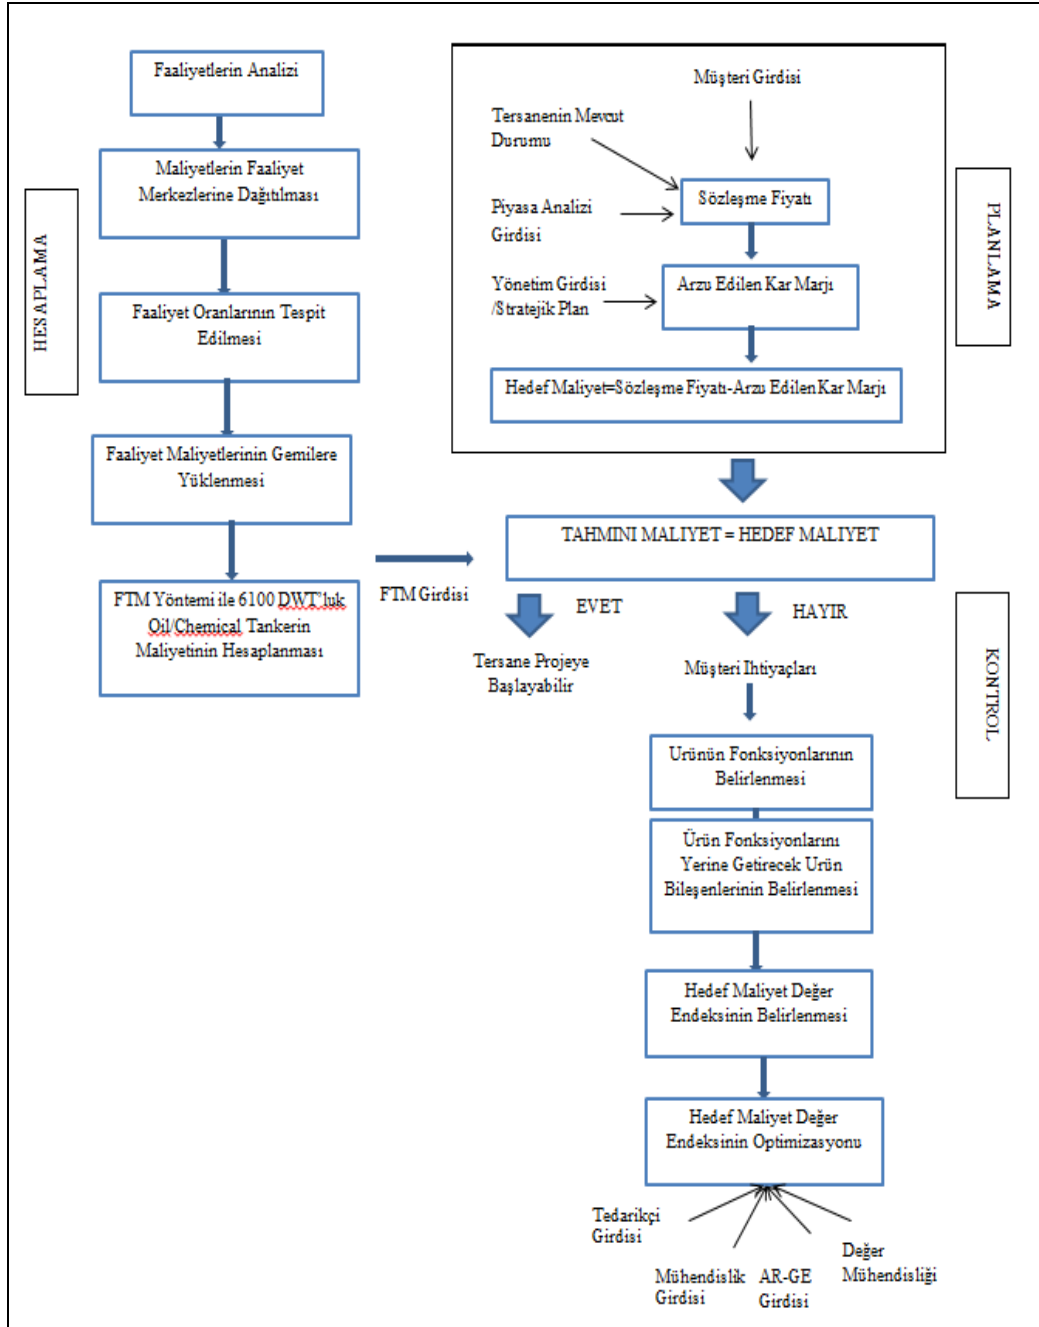 HESAPLAMA
Faaliyetlerin Analizi
Maliyetlerin Faaliyet
Merkezlerine Dağıtılması
Faaliyet Oranlarının Tespit
Edilmesi
Faaliyet Maliyetlerinin Gemilere
Yüklenmesi
FTM Yöntemi ile 6100 DWT'luk
Oil/Chemical Tankerin
Maliyetinin Hesaplanması
FTM Girdisi
PLANLAMA
Müşteri Girdisi
Tersanenin Mevcut
Durumu
Sözleşme Fiyatı
Piyasa Analizi
Girdisi
Yönetim Girdisi
/Stratejik Plan
Arzu Edilen Kar Marjı
Hedef Maliyet=Sözleşme Fiyatı-Arzu Edilen Kar Marjı
TAHMINI MALIYET = HEDEF MALIYET
EVET
HAYIR
Tersane Projeye
Başlayabilir
KONTROL
Müşteri Ihtiyaçları
Urünün Fonksiyonlarının
Belirlenmesi
Ürün Fonksiyonlarını
Yerine Getirecek Urün
Bileşenlerinin Belirlenmesi
Hedef Maliyet Değer
Endeksinin Belirlenmesi
Hedef Maliyet Değer
Endeksinin Optimizasyonu
Tedarikçi
Girdisi
Mühendislik
Girdisi
AR-GE
Girdisi
Değer
Mühendisliği